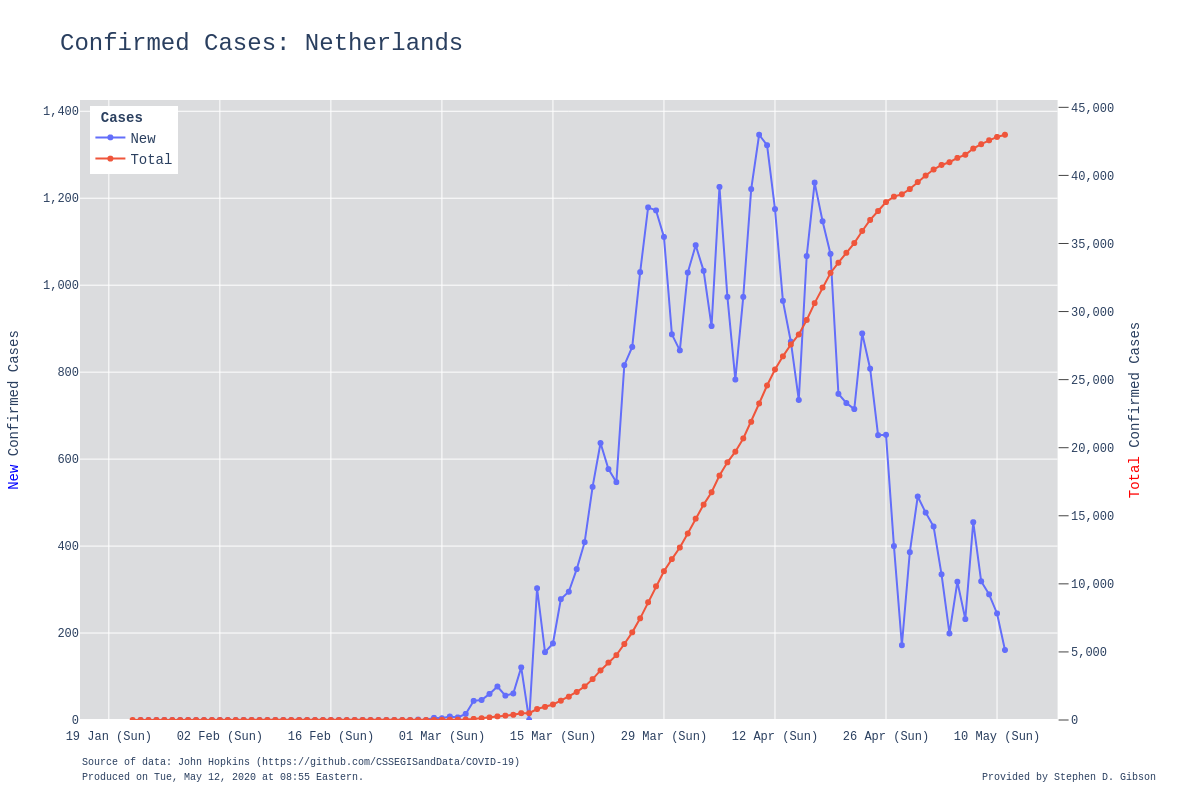 Confirmed Cases: Netherlands
Cases
New
Total
1,400
1,200
1,000
800
600
400
200
0
New Confirmed Cases
45,000
40,000
35,000
30,000
25,000
20,000
15,000
10,000
5,000
0
Total Confirmed Cases
19 Jan (Sun) 02 Feb (Sun) 16 Feb (Sun) 01 Mar (Sun) 15 Mar (Sun) 29 Mar (Sun) 12 Apr (Sun) 26 Apr (Sun) 10 May (Sun)
Source of data: John Hopkins (https://github.com/CSSEGISandData/COVID-19)
Produced on Tue, May 12, 2020 at 08:55 Eastern.
Provided by Stephen D. Gibson